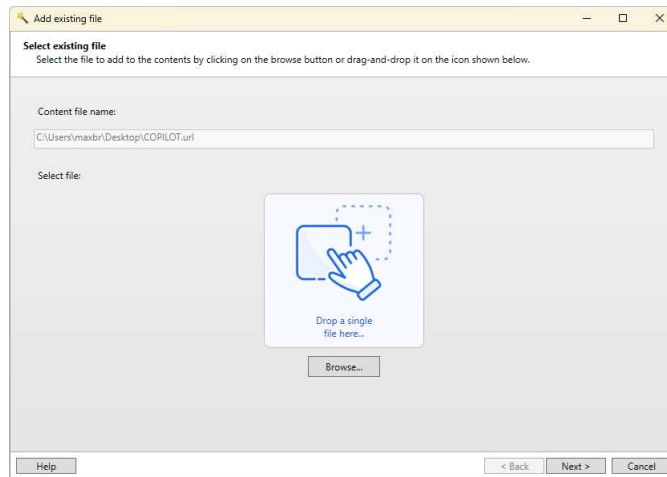 Add existing file
Select existing file
Select the file to add to the contents by clicking on the browse button or drag-and-drop it on the icon shown below.
Content file name:
C:\Users\maxbr\Desktop\COPILOT.url
Select file:
Drop a single
file here...
Browse...
Help
< Back
Next >
Cancel